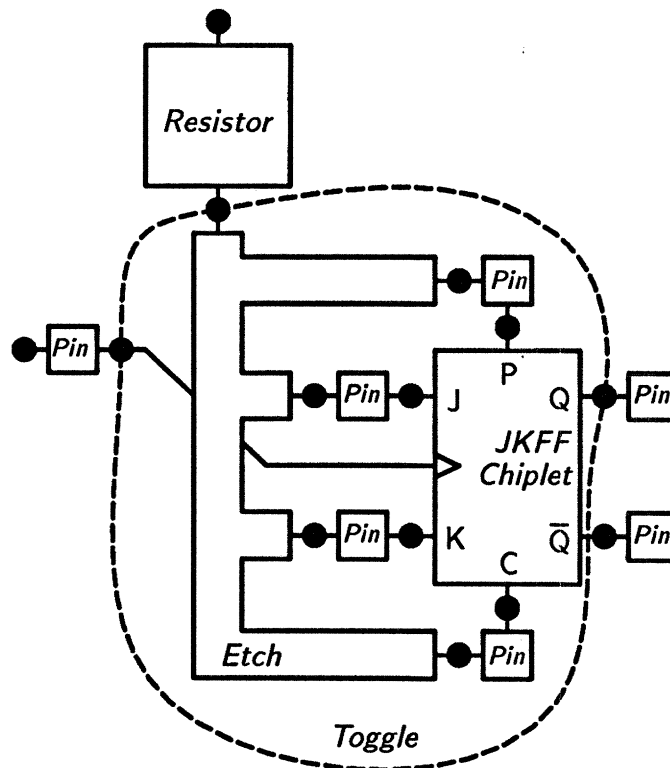 Resistor
Pin
P
Pin
J
Pin
Q
Pin
JKFF
Chiplet
Pin
K
Q̅
Pin
C
Etch
Pin
Toggle